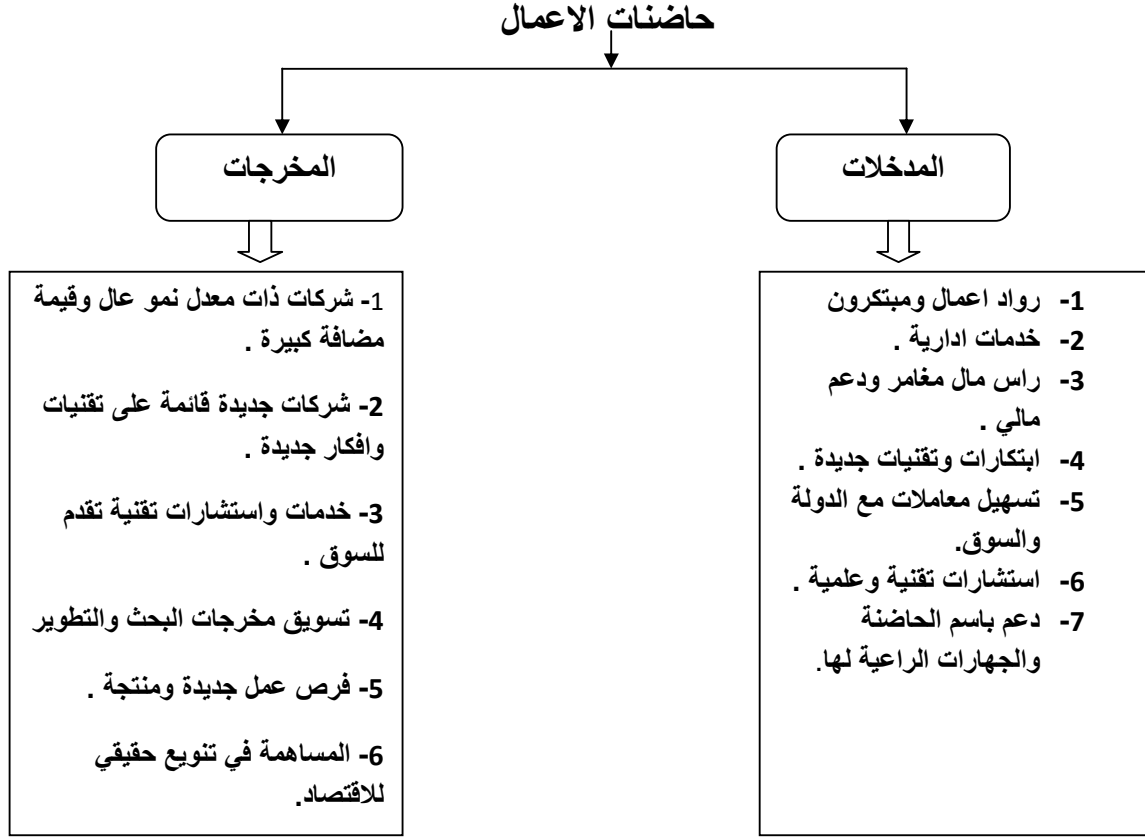 حاضنات الاعمال
المدخلات
1- رواد اعمال ومبتكرون
2- خدمات ادارية .
3- راس مال مغامر ودعم
مالي .
4- ابتكارات وتقنيات جديدة .
5- تسهيل معاملات مع الدولة
والسوق.
6- استشارات تقنية وعلمية .
7- دعم باسم الحاضنة
والجهارات الراعية لها.
المخرجات
1- شركات ذات معدل نمو عال وقيمة
مضافة كبيرة .
2- شركات جديدة قائمة على تقنيات
وافكار جديدة .
3- خدمات واستشارات تقنية تقدم
للسوق .
4- تسويق مخرجات البحث والتطوير
5- فرص عمل جديدة ومنتجة .
6- المساهمة في تنويع حقيقي
للاقتصاد.